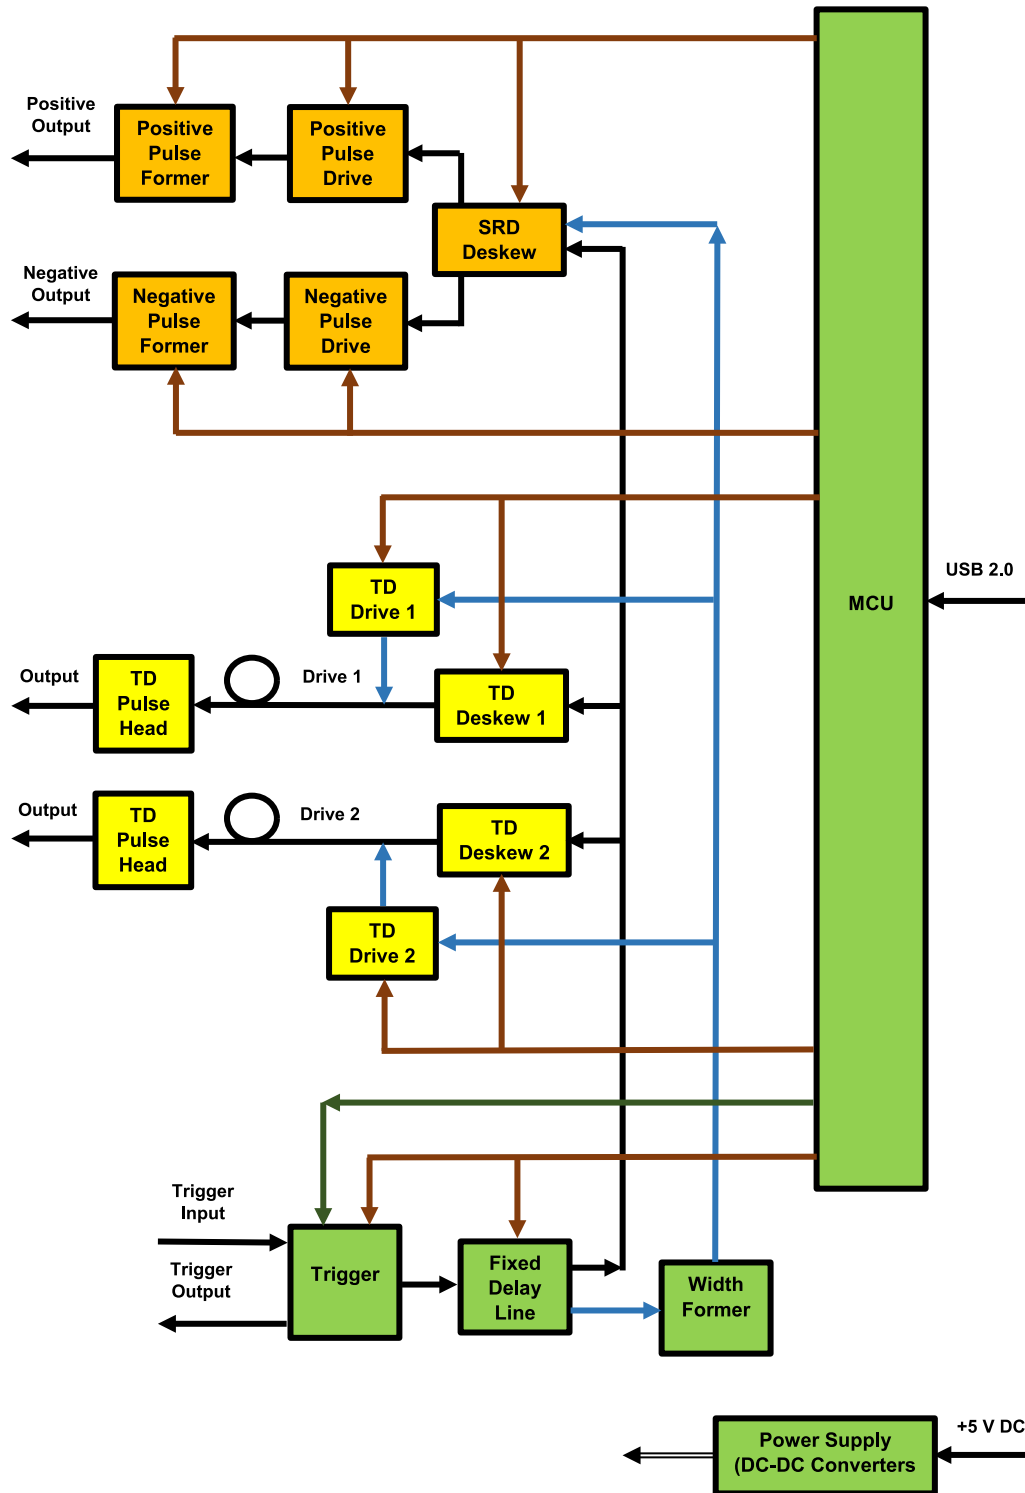 Positive
Output
Positive
Pulse
Former
Positive
Pulse
Drive
SRD
Deskew
Negative
Output
Negative
Pulse
Former
Negative
Pulse
Drive
USB 2.0
MCU
TD
Drive 1
Output
TD
Pulse
Head
Drive 1
TD
Deskew 1
Output
TD
Pulse
Head
Drive 2
TD
Deskew 2
TD
Drive 2
Trigger
Input
Trigger
Output
Trigger
Fixed
Delay
Line
Width
Former
Power Supply
(DC-DC Converters
+5 V DC